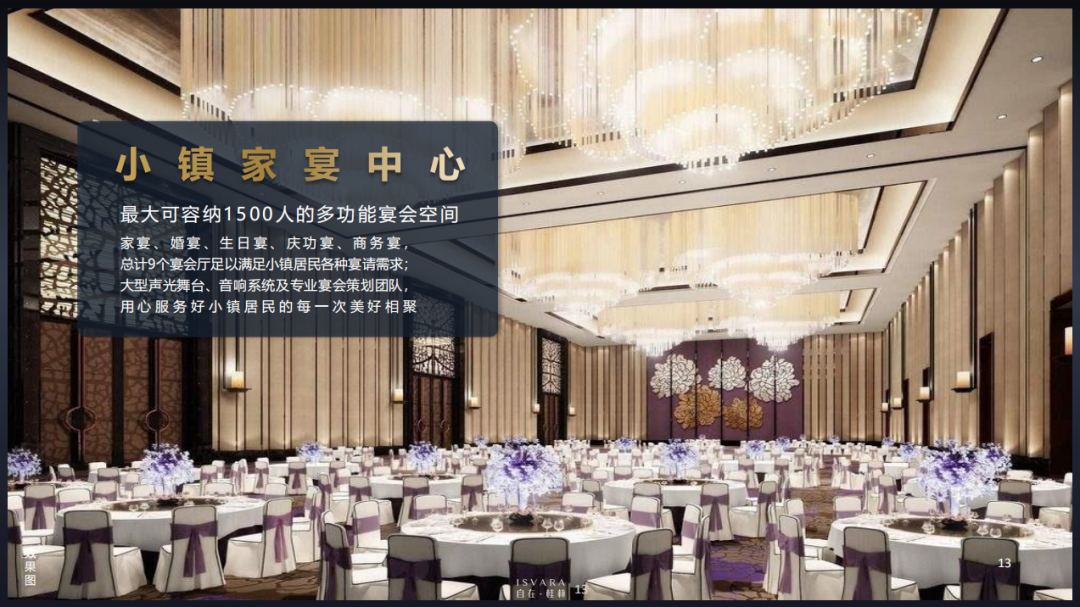 小镇家宴中心
最大可容纳1500人的多功能宴会空间
家宴、婚宴、生日宴、庆功宴、商务宴，
总计9个宴会厅足以满足小镇居民各种宴请需求；
大型声光舞台、音响系统及专业宴会策划团队，
用心服务好小镇居民的每一次美好相聚
效果图
ISVARA
自在·桂林
13
13